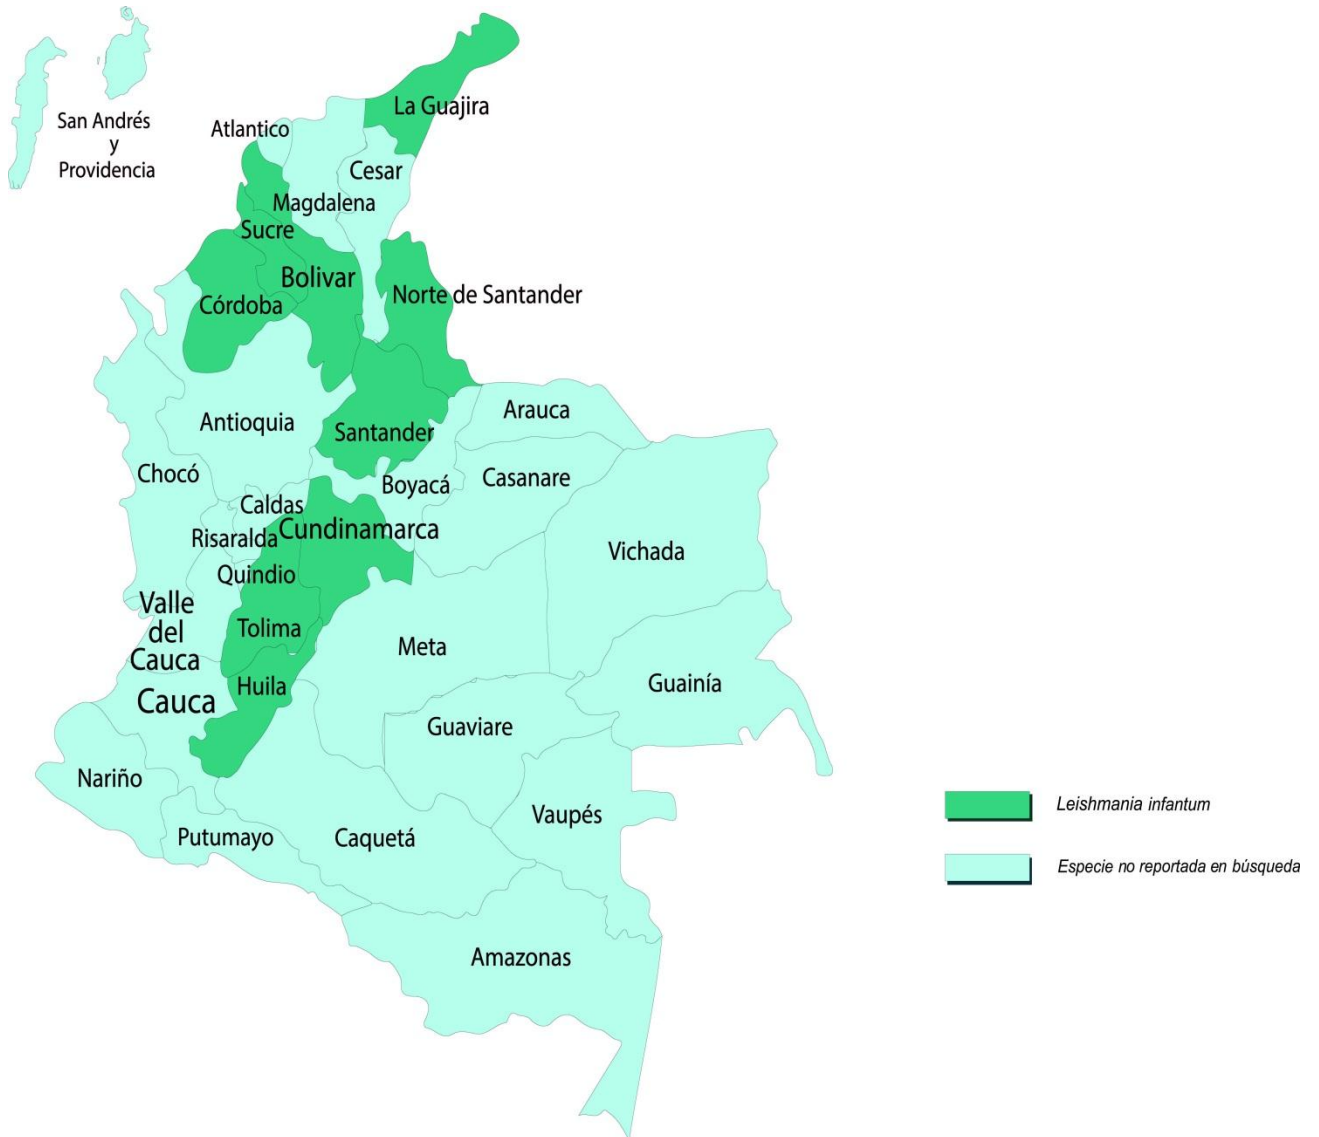 San Andrés
y
Providencia
La Guajira
Atlantico
Cesar
Magdalena
Sucre
Bolivar
Norte de Santander
Córdoba
Arauca
Antioquia
Santander
Chocó
Casanare
Boyacá
Caldas
Cundinamarca
Risaralda
Vichada
Quindio
Valle
del
Cauca
Tolima
Meta
Huila
Guainía
Cauca
Guaviare
Nariño
Vaupés
Putumayo
Caquetá
Amazonas
Leishmania infantum
Especie no reportada en búsqueda